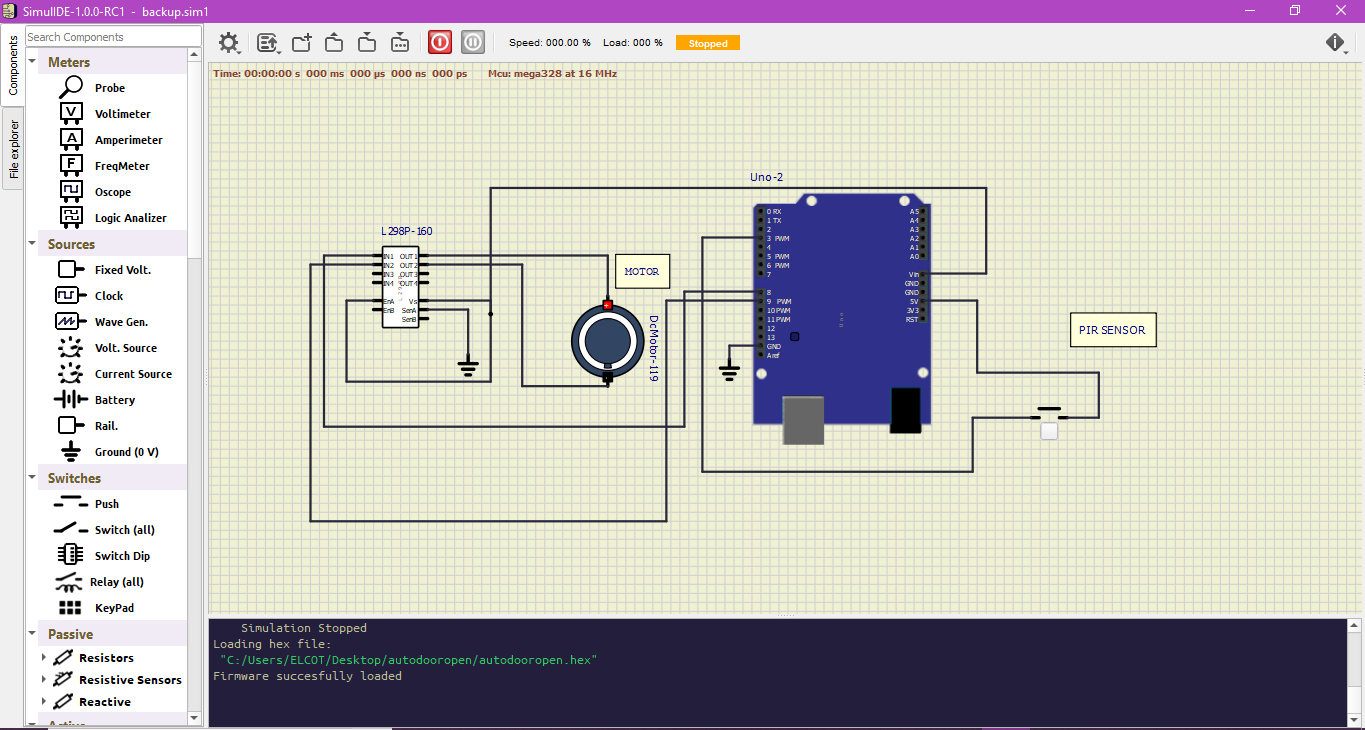 SimulIDE-1.0.0-RC1 - backup.sim1
Components
File explorer
Search Components
Meters
Probe
Voltimeter
Amperimeter
FreqMeter
Oscope
Logic Analizer
Sources
Fixed Volt.
Clock
Wave Gen.
Volt. Source
Current Source
Battery
Rail.
Ground (0 V)
Switches
Push
Switch (all)
Switch Dip
Relay (all)
KeyPad
Passive
Resistors
Resistive Sensors
Reactive
Active
Speed: 000.00 % Load: 000 % Stopped
Time: 00:00:00 s 000 ms 000 µs 000 ns 000 ps Mcu: mega328 at 16 MHz
L298P-160
IN1 OUT1
IN2 OUT2
IN3 OUT3
IN4 OUT4
EnA Vs
EnB SenA
SenB
MOTOR
DcMotor-119
Uno-2
0 RX A5
1 TX A4
2 A3
3 PWM A2
4 A1
5 PWM A0
6 PWM
7 Vin
GND
8 GND
9 PWM 5V
10 PWM 3V3
11 PWM RST
12
13
GND
Aref
PIR SENSOR
Simulation Stopped
Loading hex file:
"C:/Users/ELCOT/Desktop/autodooropen/autodooropen.hex"
Firmware succesfully loaded